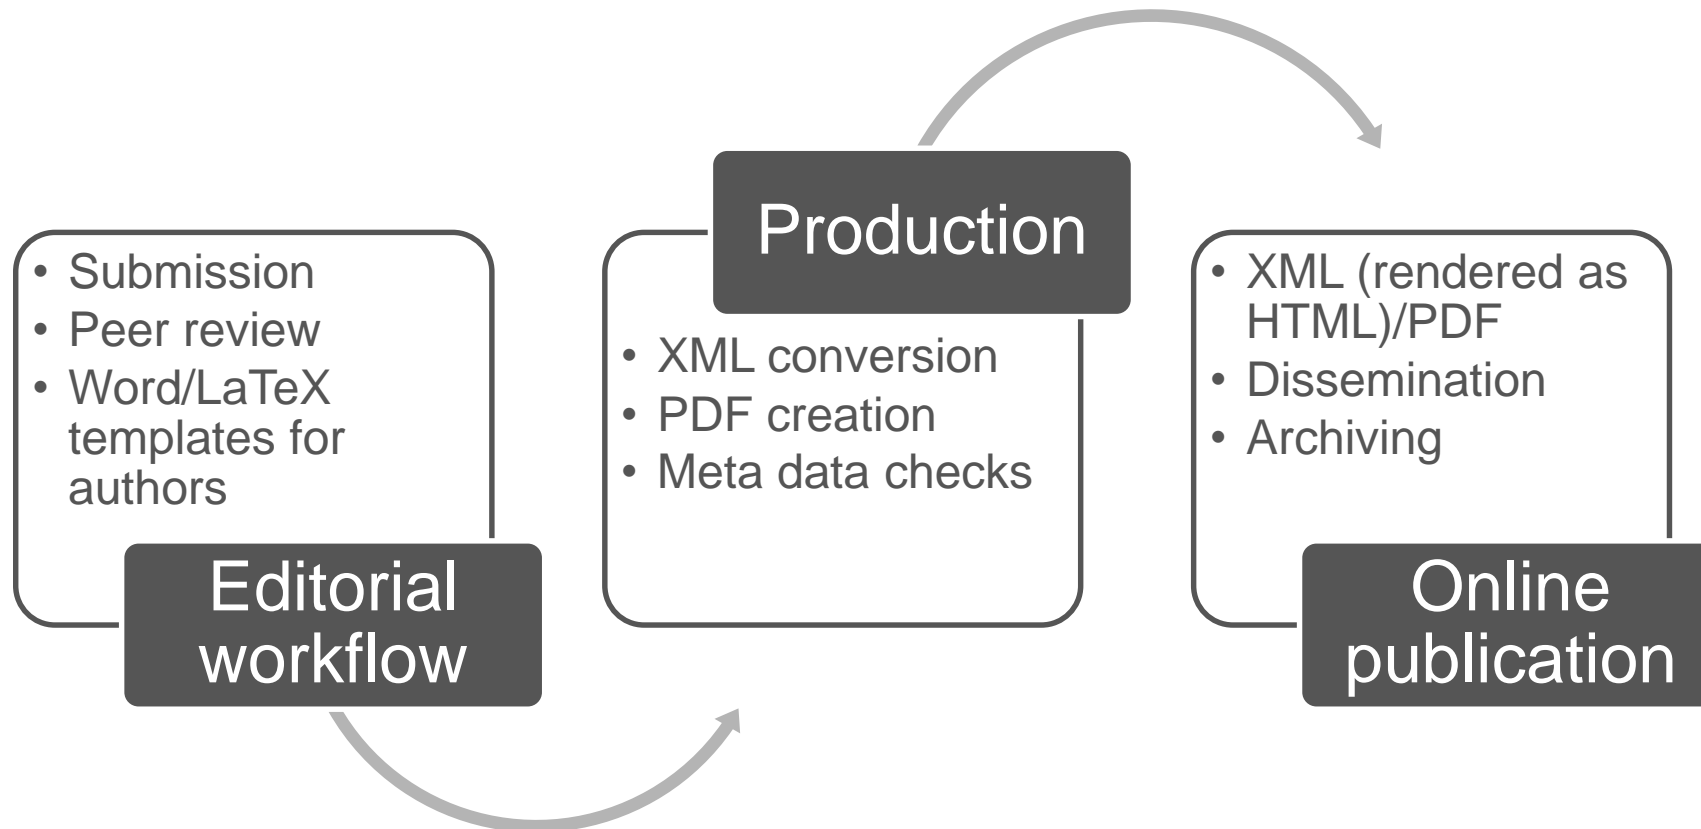 • Submission
• Peer review
• Word/LaTeX
templates for
authors
Editorial
workflow
Production
• XML conversion
• PDF creation
• Meta data checks
• XML (rendered as
HTML)/PDF
• Dissemination
• Archiving
Online
publication